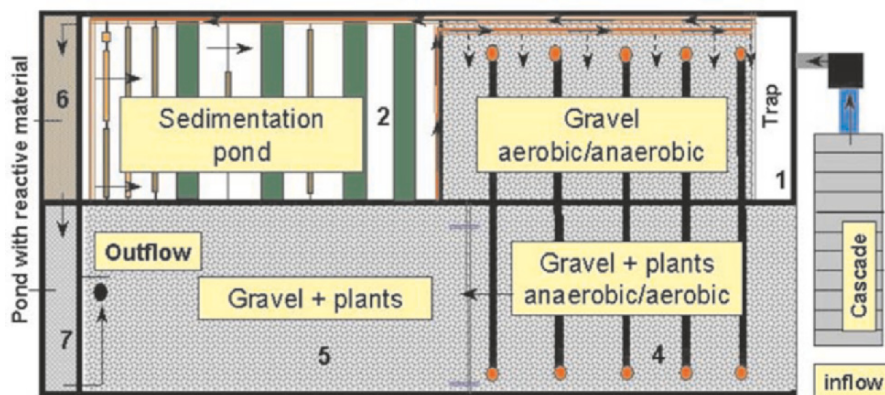 6
Sedimentation
pond
2
Gravel
aerobic/anaerobic
Trap
1
Pond with reactive material
Outflow
Gravel + plants
Gravel + plants
anaerobic/aerobic
Cascade
7
5
4
inflow